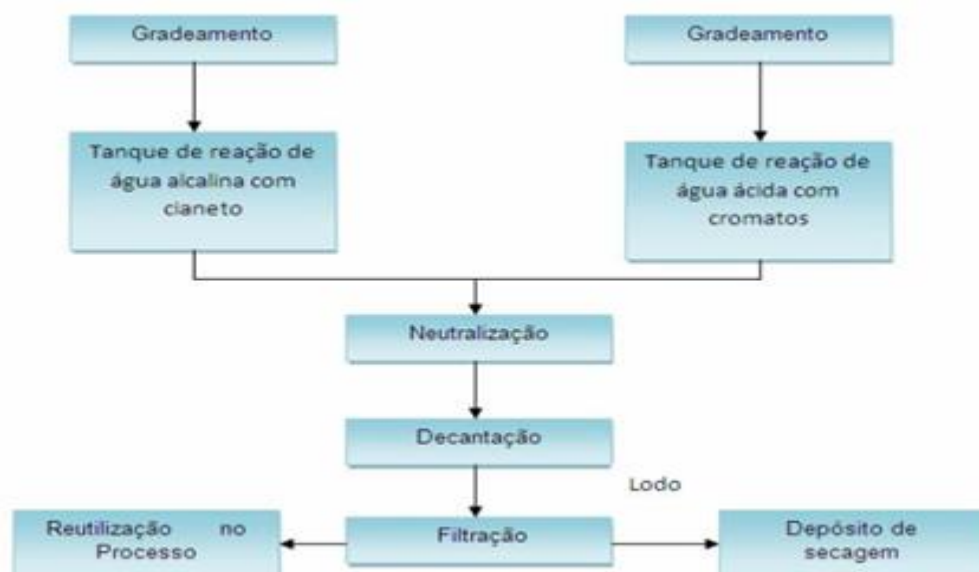 Gradeamento
Gradeamento
Tanque de reação de
água alcalina com
cianeto
Tanque de reação de
água ácida com
cromatos
Neutralização
Decantação
Lodo
Reutilização no
Processo
Filtração
Depósito de
secagem